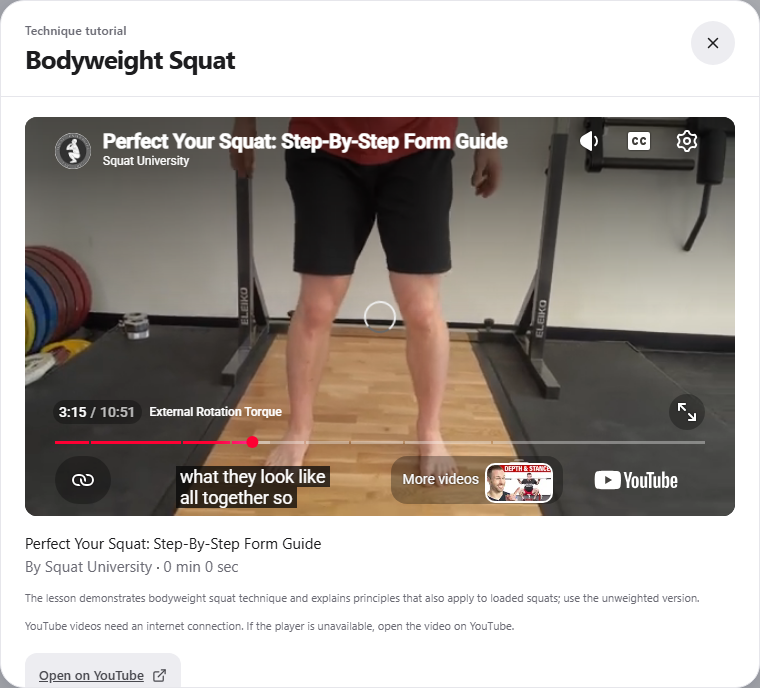 Technique tutorial
Bodyweight Squat
Perfect Your Squat: Step-By-Step Form Guide
Squat University
CC
ELEIKO
ELEIKO
3:15 / 10:51 External Rotation Torque
what they look like
all together so
More videos
DEPTH & STANCE
YouTube
Perfect Your Squat: Step-By-Step Form Guide
By Squat University · 0 min 0 sec
The lesson demonstrates bodyweight squat technique and explains principles that also apply to loaded squats; use the unweighted version.
YouTube videos need an internet connection. If the player is unavailable, open the video on YouTube.
Open on YouTube